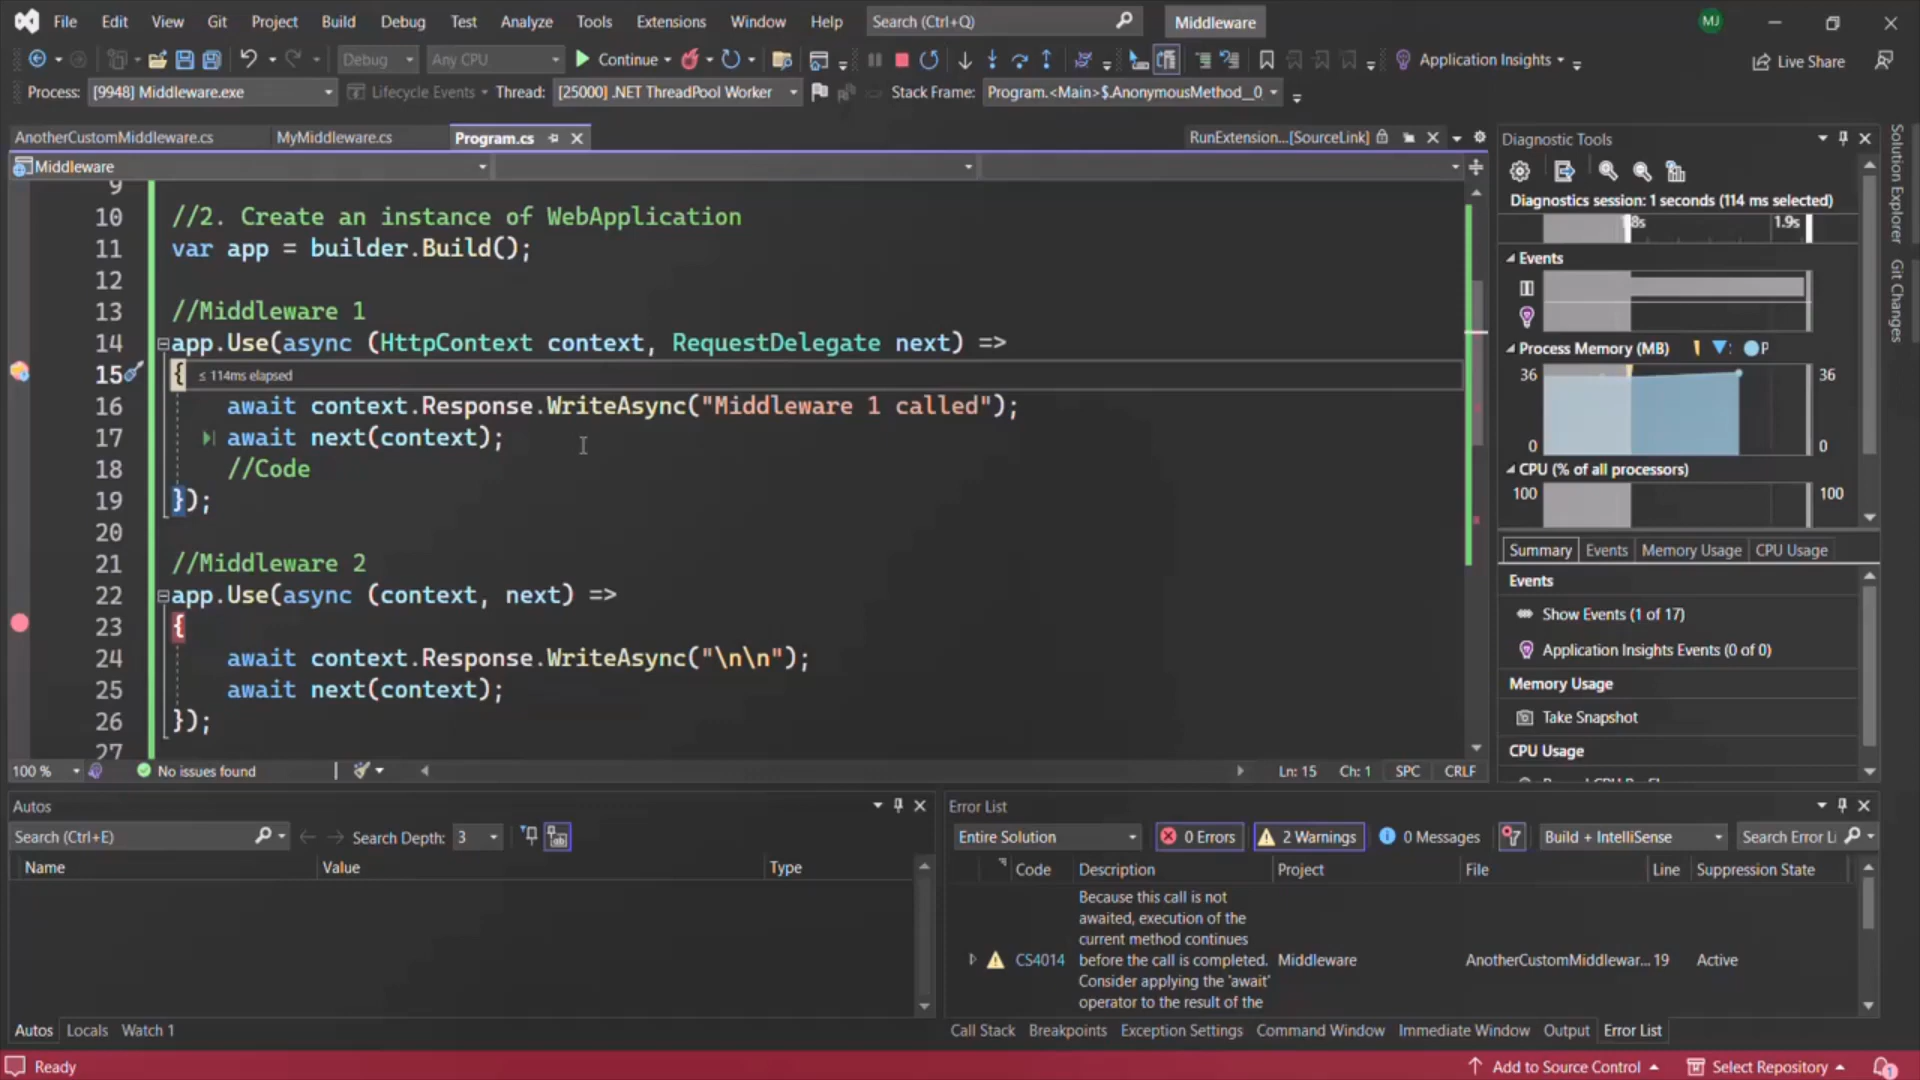 File Edit View Git Project Build Debug Test Analyze Tools Extensions Window Help Search (Ctrl+Q) Middleware MJ
Debug Any CPU Continue Application Insights Live Share
Process: [9948] Middleware.exe Lifecycle Events Thread: [25000] .NET ThreadPool Worker Stack Frame: Program.<Main>$.AnonymousMethod__0
AnotherCustomMiddleware.cs MyMiddleware.cs Program.cs RunExtension...[SourceLink]
Middleware
9
10 //2. Create an instance of WebApplication
11 var app = builder.Build();
12
13 //Middleware 1
14 app.Use(async (HttpContext context, RequestDelegate next) =>
15 { ≤ 114ms elapsed
16 await context.Response.WriteAsync("Middleware 1 called");
17 await next(context);
18 //Code
19 });
20
21 //Middleware 2
22 app.Use(async (context, next) =>
23 {
24 await context.Response.WriteAsync("\n\n");
25 await next(context);
26 });
27
100 % No issues found Ln: 15 Ch: 1 SPC CRLF
Diagnostic Tools
Diagnostics session: 1 seconds (114 ms selected)
8s 1.9s
Events
Process Memory (MB) P
36 36
0 0
CPU (% of all processors)
100 100
Summary Events Memory Usage CPU Usage
Events
Show Events (1 of 17)
Application Insights Events (0 of 0)
Memory Usage
Take Snapshot
CPU Usage
Solution Explorer
Git Changes
Autos
Search (Ctrl+E) Search Depth: 3
Name Value Type
Autos Locals Watch 1
Error List
Entire Solution 0 Errors 2 Warnings 0 Messages Build + IntelliSense Search Error Li
Code Description Project File Line Suppression State
Because this call is not
awaited, execution of the
current method continues
CS4014 before the call is completed. Middleware AnotherCustomMiddlewar... 19 Active
Consider applying the 'await'
operator to the result of the
Call Stack Breakpoints Exception Settings Command Window Immediate Window Output Error List
Ready Add to Source Control Select Repository 1